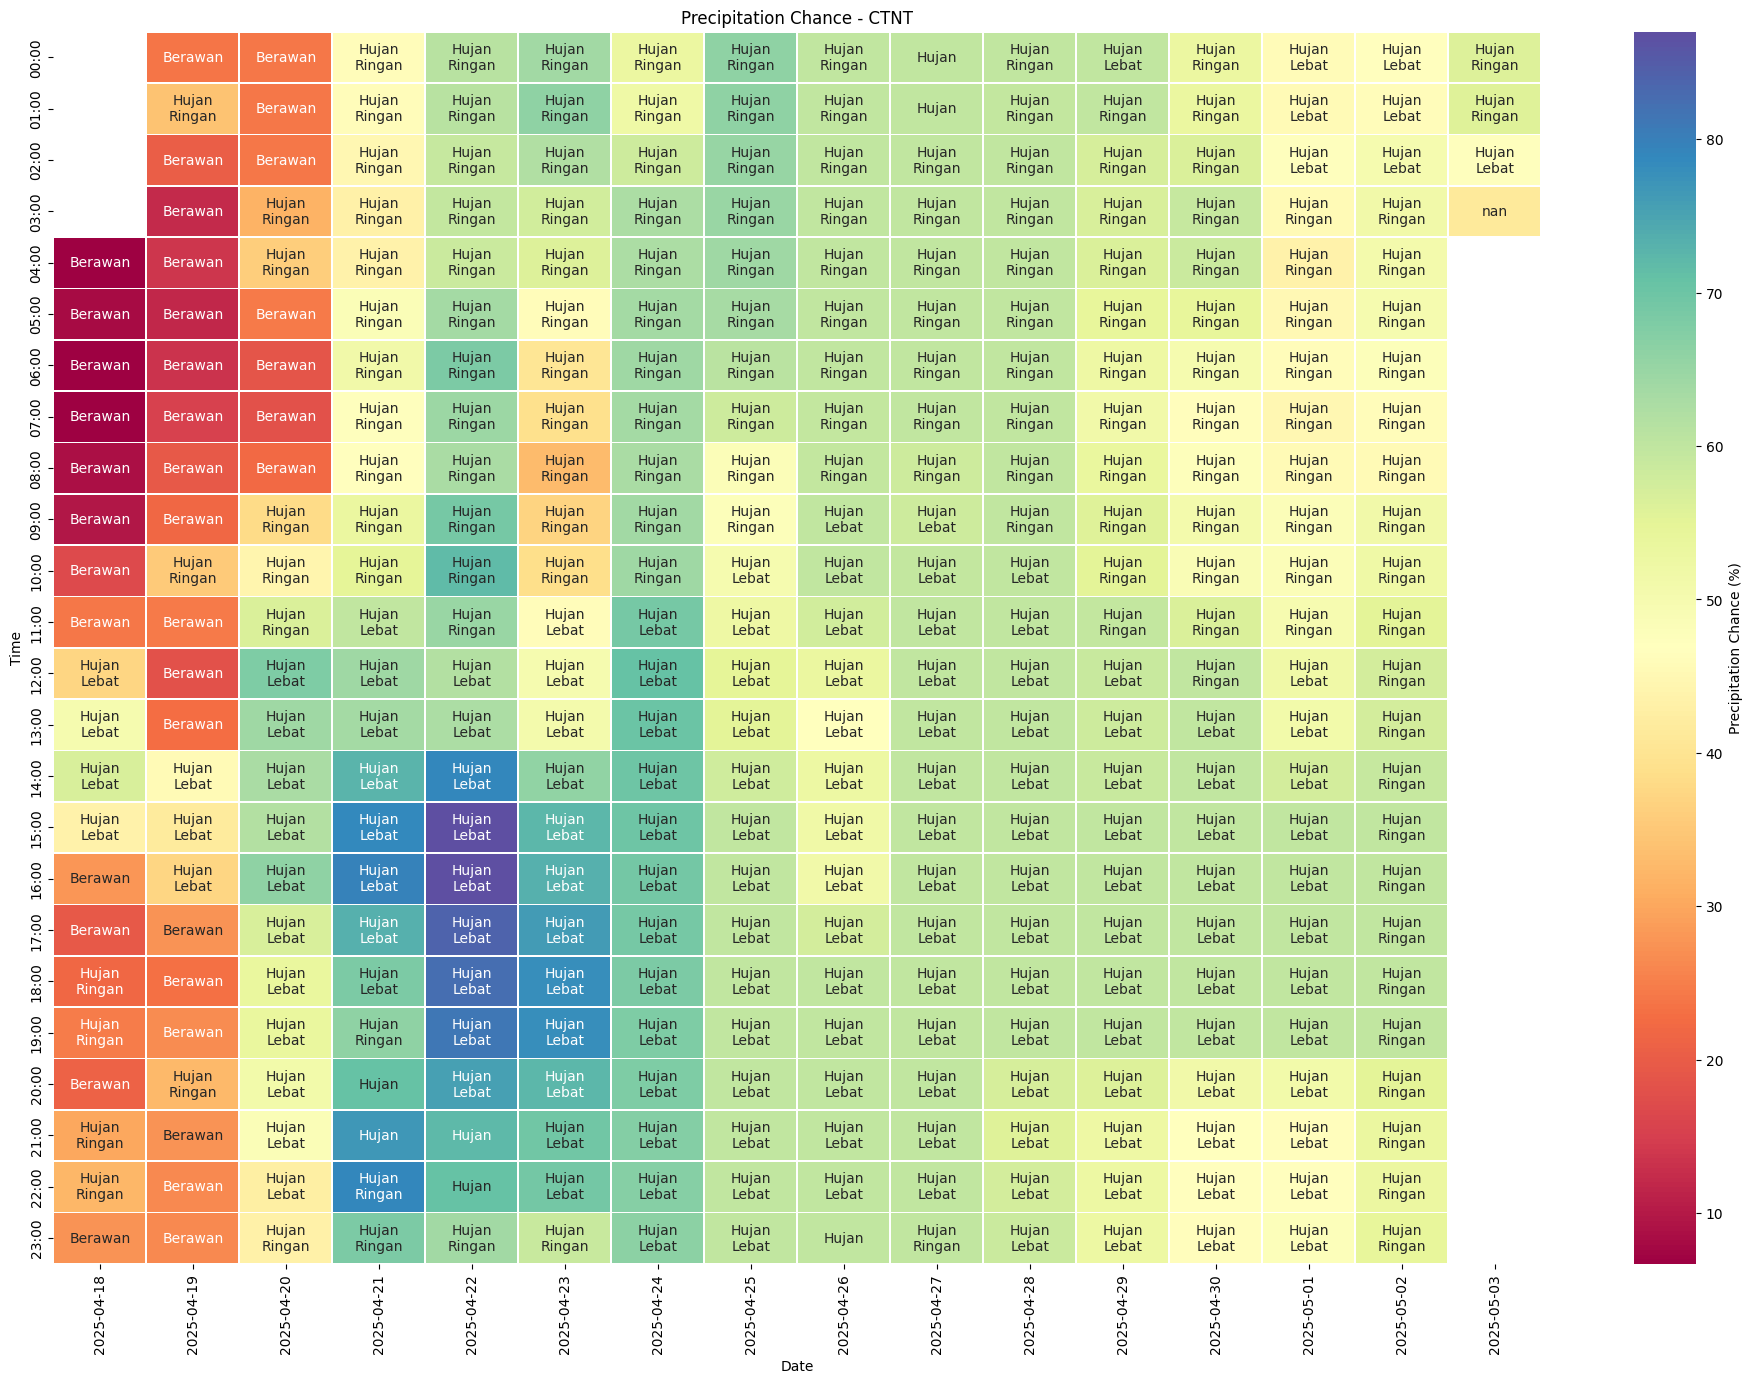 Precipitation Chance - CTNT
00:00 Berawan Berawan Hujan Ringan Hujan Ringan Hujan Ringan Hujan Ringan Hujan Ringan Hujan Ringan Hujan Hujan Ringan Hujan Lebat Hujan Ringan Hujan Lebat Hujan Lebat Hujan Ringan
01:00 Hujan Ringan Berawan Hujan Ringan Hujan Ringan Hujan Ringan Hujan Ringan Hujan Ringan Hujan Ringan Hujan Hujan Ringan Hujan Ringan Hujan Ringan Hujan Lebat Hujan Lebat Hujan Ringan
02:00 Berawan Berawan Hujan Ringan Hujan Ringan Hujan Ringan Hujan Ringan Hujan Ringan Hujan Ringan Hujan Ringan Hujan Ringan Hujan Ringan Hujan Ringan Hujan Lebat Hujan Lebat Hujan Lebat
03:00 Berawan Hujan Ringan Hujan Ringan Hujan Ringan Hujan Ringan Hujan Ringan Hujan Ringan Hujan Ringan Hujan Ringan Hujan Ringan Hujan Ringan Hujan Ringan Hujan Ringan Hujan Ringan nan
04:00 Berawan Berawan Hujan Ringan Hujan Ringan Hujan Ringan Hujan Ringan Hujan Ringan Hujan Ringan Hujan Ringan Hujan Ringan Hujan Ringan Hujan Ringan Hujan Ringan Hujan Ringan Hujan Ringan
05:00 Berawan Berawan Berawan Hujan Ringan Hujan Ringan Hujan Ringan Hujan Ringan Hujan Ringan Hujan Ringan Hujan Ringan Hujan Ringan Hujan Ringan Hujan Ringan Hujan Ringan Hujan Ringan
06:00 Berawan Berawan Berawan Hujan Ringan Hujan Ringan Hujan Ringan Hujan Ringan Hujan Ringan Hujan Ringan Hujan Ringan Hujan Ringan Hujan Ringan Hujan Ringan Hujan Ringan Hujan Ringan
07:00 Berawan Berawan Berawan Hujan Ringan Hujan Ringan Hujan Ringan Hujan Ringan Hujan Ringan Hujan Ringan Hujan Ringan Hujan Ringan Hujan Ringan Hujan Ringan Hujan Ringan Hujan Ringan
08:00 Berawan Berawan Berawan Hujan Ringan Hujan Ringan Hujan Ringan Hujan Ringan Hujan Ringan Hujan Ringan Hujan Ringan Hujan Ringan Hujan Ringan Hujan Ringan Hujan Ringan Hujan Ringan
09:00 Berawan Berawan Hujan Ringan Hujan Ringan Hujan Ringan Hujan Ringan Hujan Ringan Hujan Ringan Hujan Lebat Hujan Lebat Hujan Ringan Hujan Ringan Hujan Ringan Hujan Ringan Hujan Ringan
10:00 Berawan Hujan Ringan Hujan Ringan Hujan Ringan Hujan Ringan Hujan Ringan Hujan Ringan Hujan Lebat Hujan Lebat Hujan Lebat Hujan Lebat Hujan Ringan Hujan Ringan Hujan Ringan Hujan Ringan
11:00 Berawan Berawan Hujan Ringan Hujan Lebat Hujan Ringan Hujan Lebat Hujan Lebat Hujan Lebat Hujan Lebat Hujan Lebat Hujan Lebat Hujan Ringan Hujan Ringan Hujan Ringan Hujan Ringan
12:00 Hujan Lebat Berawan Hujan Lebat Hujan Lebat Hujan Lebat Hujan Lebat Hujan Lebat Hujan Lebat Hujan Lebat Hujan Lebat Hujan Lebat Hujan Lebat Hujan Ringan Hujan Lebat Hujan Ringan
13:00 Hujan Lebat Berawan Hujan Lebat Hujan Lebat Hujan Lebat Hujan Lebat Hujan Lebat Hujan Lebat Hujan Lebat Hujan Lebat Hujan Lebat Hujan Lebat Hujan Lebat Hujan Lebat Hujan Ringan
14:00 Hujan Lebat Hujan Lebat Hujan Lebat Hujan Lebat Hujan Lebat Hujan Lebat Hujan Lebat Hujan Lebat Hujan Lebat Hujan Lebat Hujan Lebat Hujan Lebat Hujan Lebat Hujan Lebat Hujan Ringan
15:00 Hujan Lebat Hujan Lebat Hujan Lebat Hujan Lebat Hujan Lebat Hujan Lebat Hujan Lebat Hujan Lebat Hujan Lebat Hujan Lebat Hujan Lebat Hujan Lebat Hujan Lebat Hujan Lebat Hujan Ringan
16:00 Berawan Hujan Lebat Hujan Lebat Hujan Lebat Hujan Lebat Hujan Lebat Hujan Lebat Hujan Lebat Hujan Lebat Hujan Lebat Hujan Lebat Hujan Lebat Hujan Lebat Hujan Lebat Hujan Ringan
17:00 Berawan Berawan Hujan Lebat Hujan Lebat Hujan Lebat Hujan Lebat Hujan Lebat Hujan Lebat Hujan Lebat Hujan Lebat Hujan Lebat Hujan Lebat Hujan Lebat Hujan Lebat Hujan Ringan
18:00 Hujan Ringan Berawan Hujan Lebat Hujan Lebat Hujan Lebat Hujan Lebat Hujan Lebat Hujan Lebat Hujan Lebat Hujan Lebat Hujan Lebat Hujan Lebat Hujan Lebat Hujan Lebat Hujan Ringan
19:00 Hujan Ringan Berawan Hujan Lebat Hujan Ringan Hujan Lebat Hujan Lebat Hujan Lebat Hujan Lebat Hujan Lebat Hujan Lebat Hujan Lebat Hujan Lebat Hujan Lebat Hujan Lebat Hujan Ringan
20:00 Berawan Hujan Ringan Hujan Lebat Hujan Hujan Lebat Hujan Lebat Hujan Lebat Hujan Lebat Hujan Lebat Hujan Lebat Hujan Lebat Hujan Lebat Hujan Lebat Hujan Lebat Hujan Ringan
21:00 Hujan Ringan Berawan Hujan Lebat Hujan Hujan Hujan Lebat Hujan Lebat Hujan Lebat Hujan Lebat Hujan Lebat Hujan Lebat Hujan Lebat Hujan Lebat Hujan Lebat Hujan Ringan
22:00 Hujan Ringan Berawan Hujan Lebat Hujan Ringan Hujan Hujan Lebat Hujan Lebat Hujan Lebat Hujan Lebat Hujan Lebat Hujan Lebat Hujan Lebat Hujan Lebat Hujan Lebat Hujan Ringan
23:00 Berawan Berawan Hujan Ringan Hujan Ringan Hujan Ringan Hujan Ringan Hujan Lebat Hujan Lebat Hujan Hujan Ringan Hujan Lebat Hujan Lebat Hujan Lebat Hujan Lebat Hujan Ringan
2025-04-18 2025-04-19 2025-04-20 2025-04-21 2025-04-22 2025-04-23 2025-04-24 2025-04-25 2025-04-26 2025-04-27 2025-04-28 2025-04-29 2025-04-30 2025-05-01 2025-05-02 2025-05-03
Date
Time
80
70
60
50
40
30
20
10
Precipitation Chance (%)